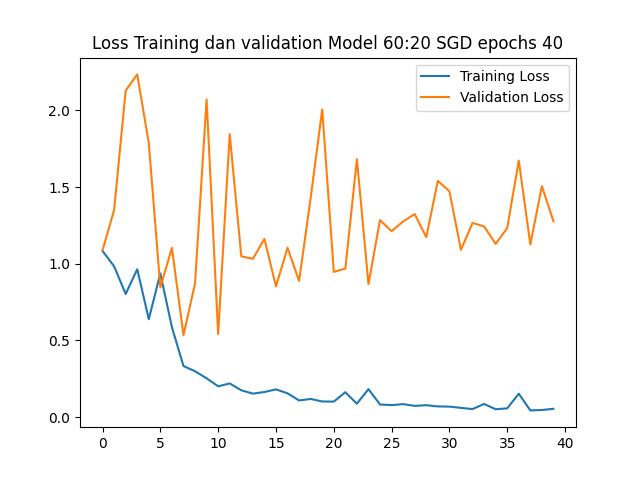 Loss Training dan validation Model 60:20 SGD epochs 40
Training Loss
Validation Loss
2.0
1.5
1.0
0.5
0.0
0 5 10 15 20 25 30 35 40